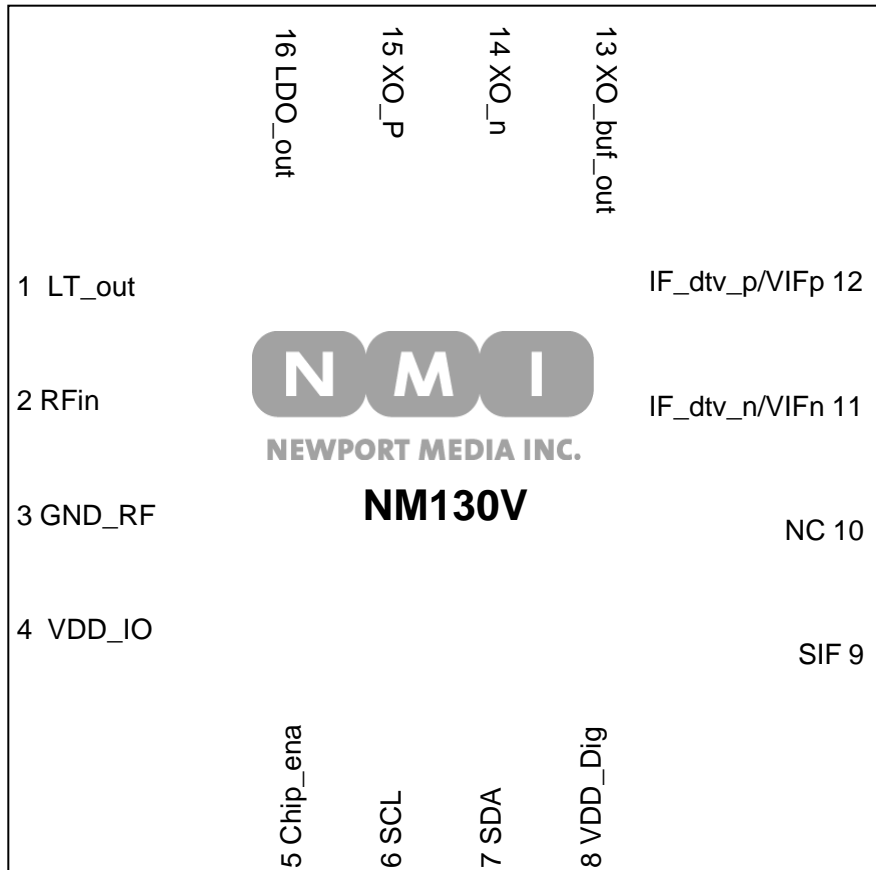 16 LDO_out
15 XO_P
14 XO_n
13 XO_buf_out
1 LT_out
IF_dtv_p/VIFp 12
2 RFin
IF_dtv_n/VIFn 11
NMI
NEWPORT MEDIA INC.
NM130V
3 GND_RF
NC 10
4 VDD_IO
SIF 9
5 Chip_ena
6 SCL
7 SDA
8 VDD_Dig